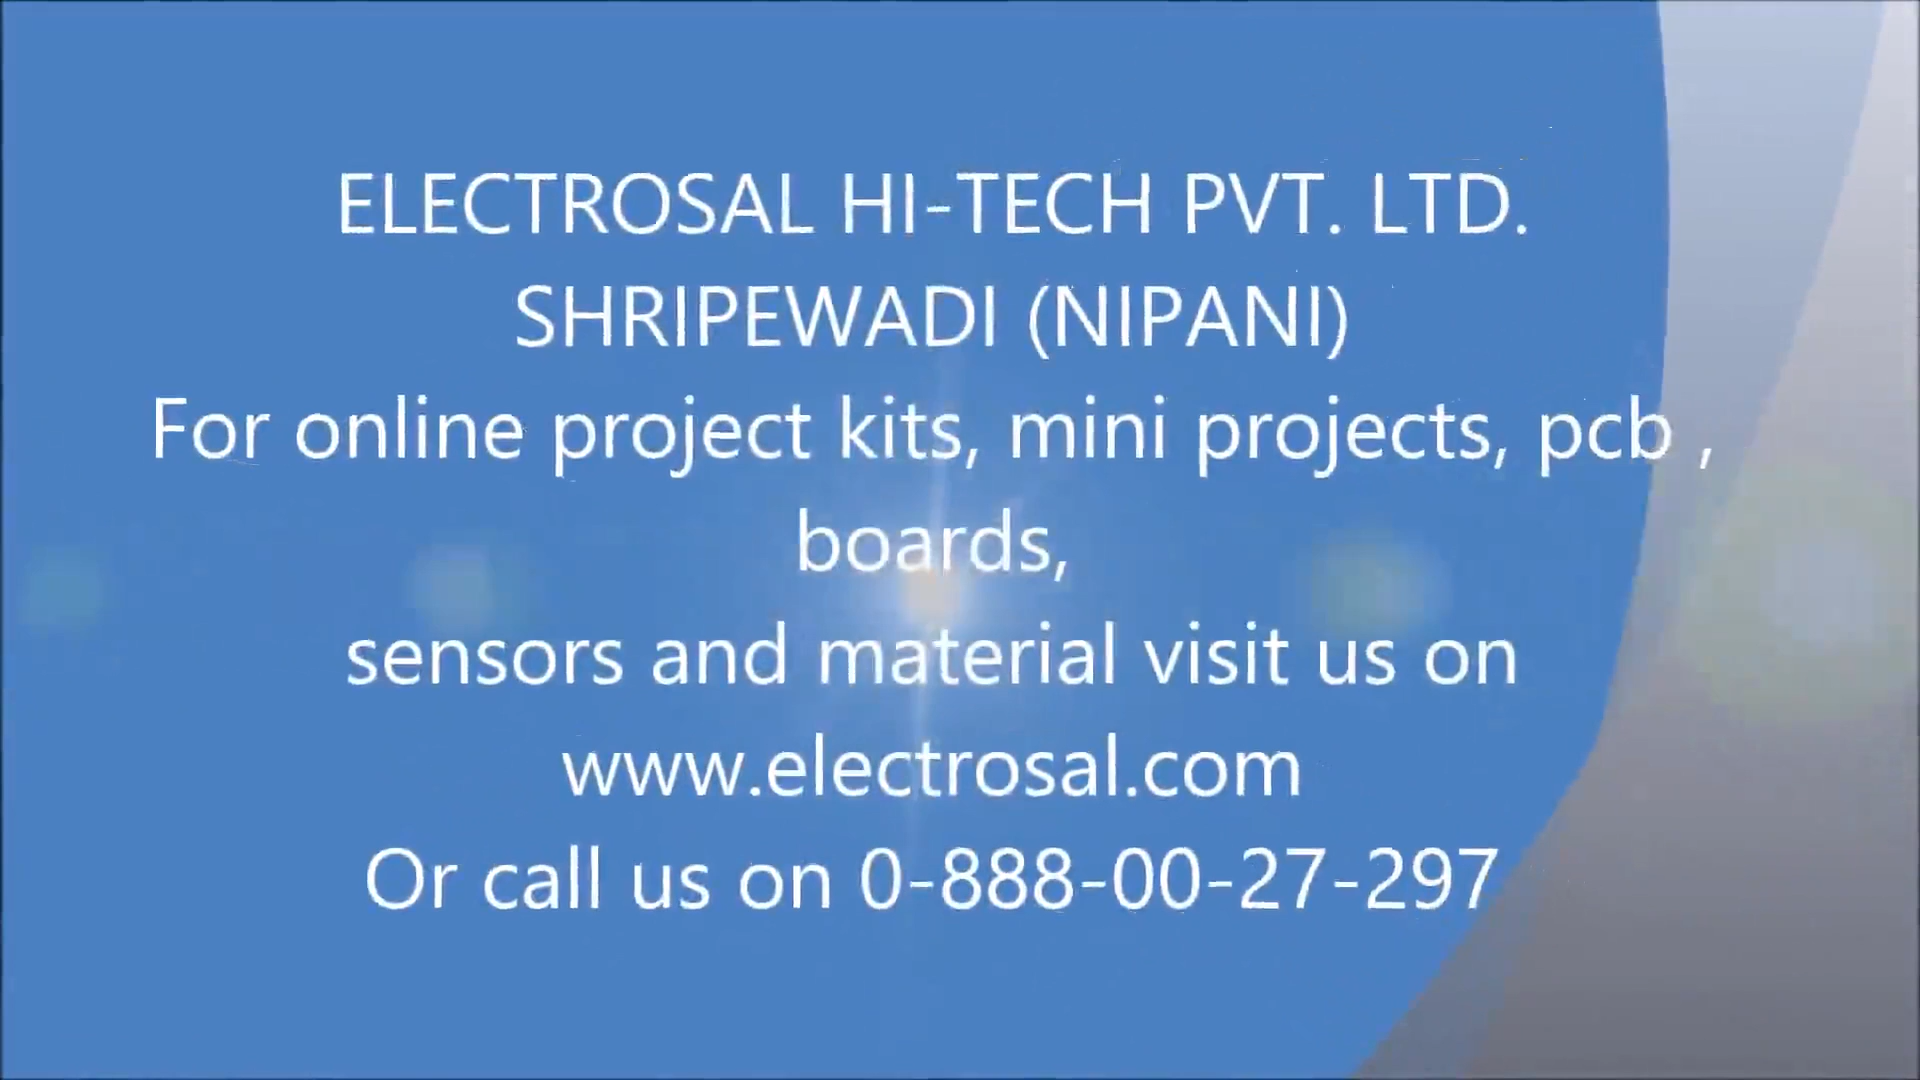 ELECTROSAL HI-TECH PVT. LTD.
SHRIPEWADI (NIPANI)
For online project kits, mini projects, pcb ,
boards,
sensors and material visit us on
www.electrosal.com
Or call us on 0-888-00-27-297